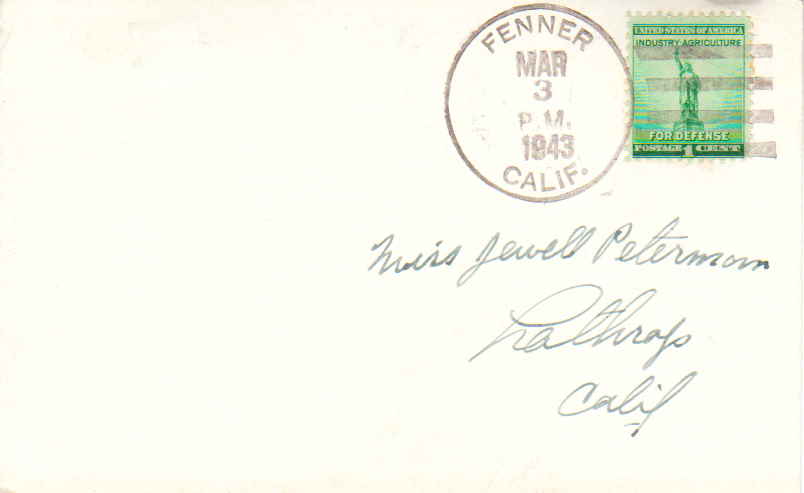 FENNER
MAR
3
P.M.
1943
CALIF.
UNITED STATES OF AMERICA
INDUSTRY AGRICULTURE
FOR DEFENSE
POSTAGE 1 CENT
Miss Jewell Petermann
Lathrop
Calif